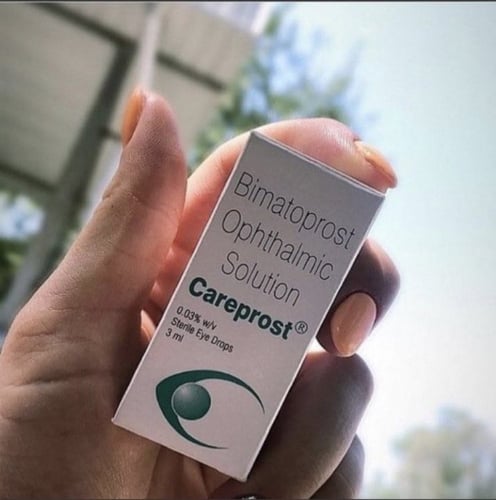 Bimatoprost
Ophthalmic
Solution
Careprost®
0.03% w/v
Sterile Eye Drops
3 ml